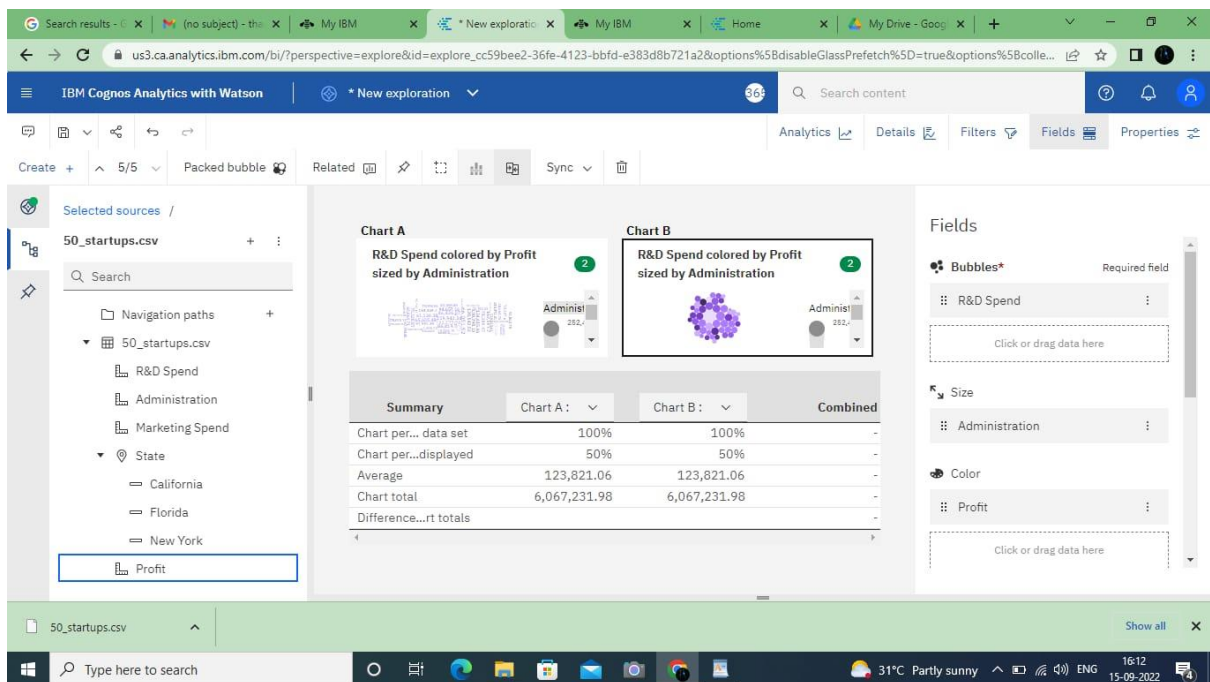 Search results - G
(no subject) - tha
My IBM
* New exploratio
My IBM
Home
My Drive - Goog
us3.ca.analytics.ibm.com/bi/?perspective=explore&id=explore_cc59bee2-36fe-4123-bbfd-e383d8b721a2&options%5BdisableGlassPrefetch%5D=true&options%5Bcolle...
IBM Cognos Analytics with Watson
* New exploration
Search content
Analytics
Details
Filters
Fields
Properties
Create +
5/5
Packed bubble
Related
Sync
Selected sources /
50_startups.csv
Search
Navigation paths
50_startups.csv
R&D Spend
Administration
Marketing Spend
State
California
Florida
New York
Profit
Chart A
R&D Spend colored by Profit
sized by Administration
2
Administ
282,
Chart B
R&D Spend colored by Profit
sized by Administration
2
Administ
282,
Summary Chart A: Chart B: Combined
Chart per... data set 100% 100% -
Chart per...displayed 50% 50% -
Average 123,821.06 123,821.06 -
Chart total 6,067,231.98 6,067,231.98 -
Difference...rt totals -
Fields
Bubbles* Required field
R&D Spend
Click or drag data here
Size
Administration
Color
Profit
Click or drag data here
50_startups.csv
Show all
Type here to search
31°C Partly sunny
ENG
16:12
15-09-2022
4